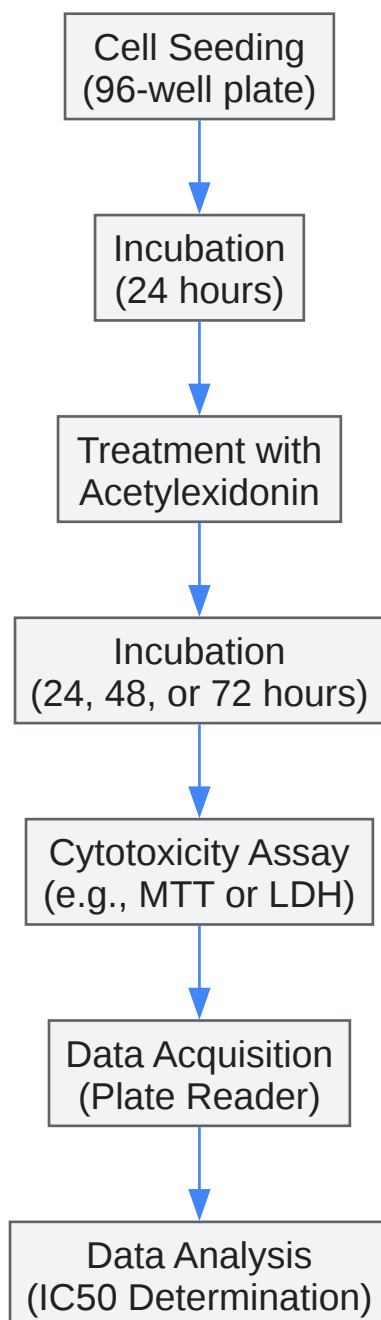 Cell Seeding
(96-well plate)
Incubation
(24 hours)
Treatment with
Acetylexidonin
Incubation
(24, 48, or 72 hours)
Cytotoxicity Assay
(e.g., MTT or LDH)
Data Acquisition
(Plate Reader)
Data Analysis
(IC50 Determination)